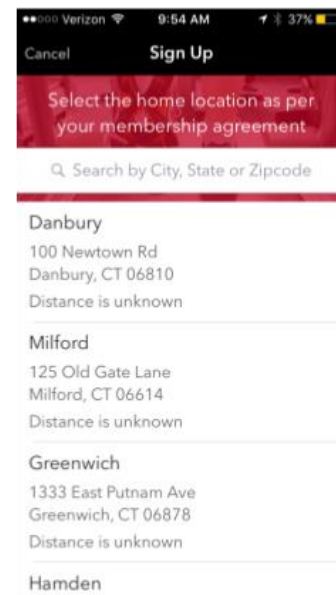 Verizon 9:54 AM 37%
Cancel Sign Up
Select the home location as per
your membership agreement
Search by City, State or Zipcode
Danbury
100 Newtown Rd
Danbury, CT 06810
Distance is unknown
Milford
125 Old Gate Lane
Milford, CT 06614
Distance is unknown
Greenwich
1333 East Putnam Ave
Greenwich, CT 06878
Distance is unknown
Hamden